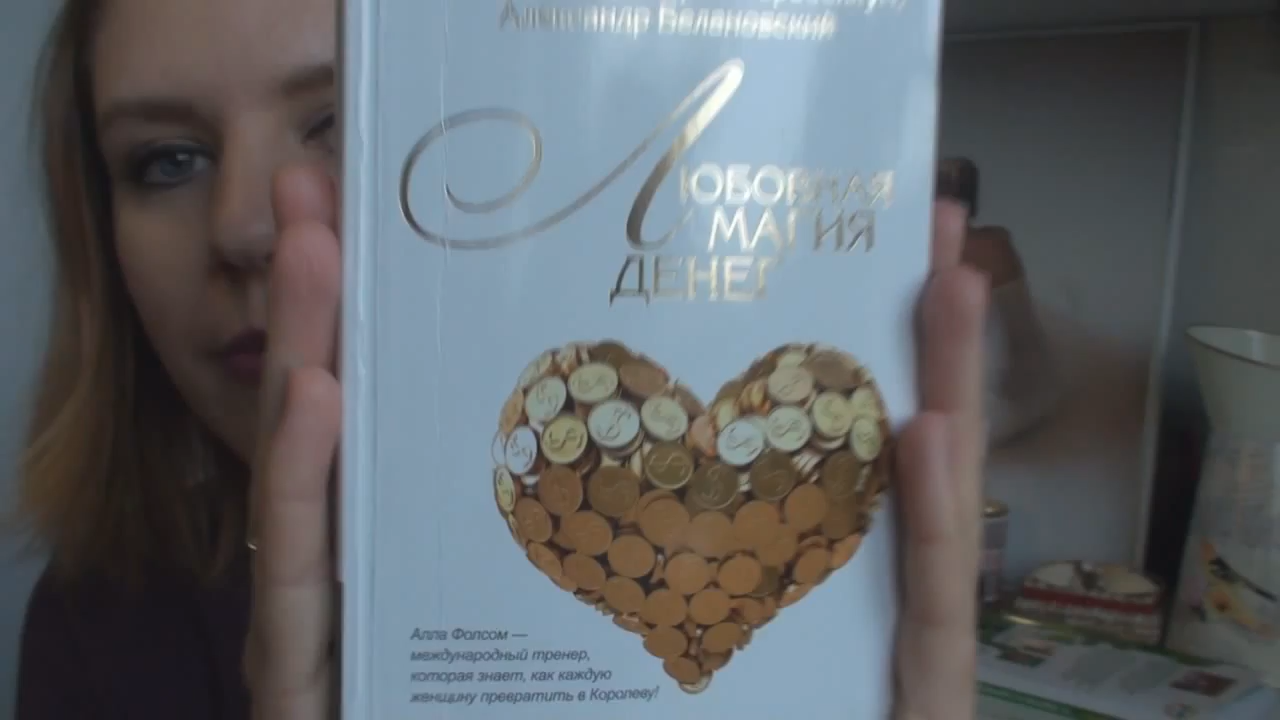 Александр Белановский
ЛЮБОВНАЯ
МАГИЯ
ДЕНЕГ
Алла Фолсом —
международный тренер,
которая знает, как каждую
женщину превратить в Королеву!